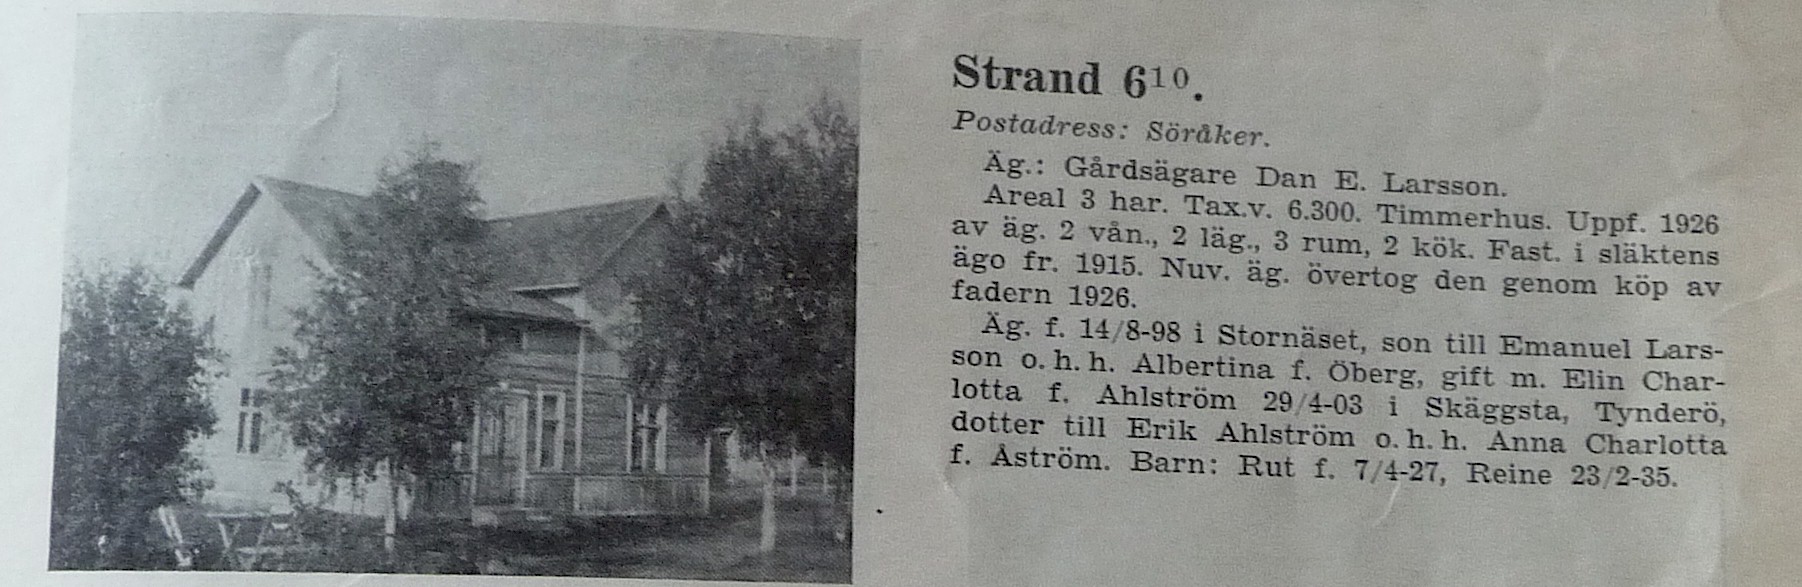 Strand 6¹⁰.
Postadress: Söråker.
Äg.: Gårdsägare Dan E. Larsson.
Areal 3 har. Tax.v. 6.300. Timmerhus. Uppf. 1926
av äg. 2 vån., 2 läg., 3 rum, 2 kök. Fast. i släktens
ägo fr. 1915. Nuv. äg. övertog den genom köp av
fadern 1926.
Äg. f. 14/8-98 i Stornäset, son till Emanuel Lars-
son o. h. h. Albertina f. Öberg, gift m. Elin Char-
lotta f. Ahlström 29/4-03 i Skäggsta, Tynderö,
dotter till Erik Ahlström o. h. h. Anna Charlotta
f. Åström. Barn: Rut f. 7/4-27, Reine 23/2-35.